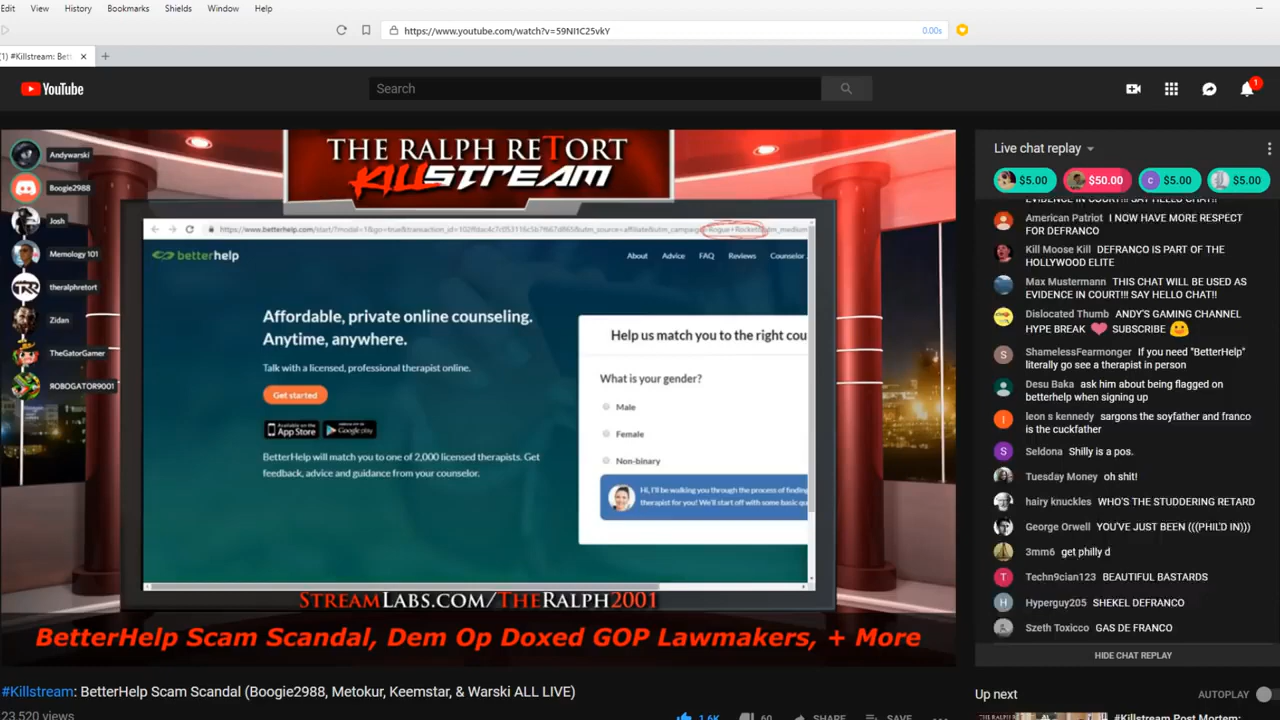 Edit View History Bookmarks Shields Window Help
https://www.youtube.com/watch?v=59NI1C25vkY 0.00s
(1) #Killstream: Bett
YouTube Search 1
THE RALPH RETORT
KILLSTREAM
Andywarski
Boogie2988
Josh
Memology 101
theralphretort
Zidan
TheGatorGamer
ROBOGATOR9001
betterhelp About Advice FAQ Reviews Counselor
Affordable, private online counseling.
Anytime, anywhere.
Talk with a licensed, professional therapist online.
Get started
Available on the App Store Google play
BetterHelp will match you to one of 2,000 licensed therapists. Get
feedback, advice and guidance from your counselor.
Help us match you to the right cou
What is your gender?
Male
Female
Non-binary
Hi, I'll be walking you through the process of finding
therapist for you! We'll start off with some basic qu
STREAMLABS.COM/THERALPH2001
BetterHelp Scam Scandal, Dem Op Doxed GOP Lawmakers, + More
#Killstream: BetterHelp Scam Scandal (Boogie2988, Metokur, Keemstar, & Warski ALL LIVE)
23,520 views 1.6K 60 SHARE SAVE
Live chat replay
$5.00 $50.00 $5.00 $5.00
EVIDENCE IN COURT!! SAY HELLO CHAT!!
American Patriot I NOW HAVE MORE RESPECT
FOR DEFRANCO
Kill Moose Kill DEFRANCO IS PART OF THE
HOLLYWOOD ELITE
Max Mustermann THIS CHAT WILL BE USED AS
EVIDENCE IN COURT!!! SAY HELLO CHAT!!
Dislocated Thumb ANDY'S GAMING CHANNEL
HYPE BREAK ❤ SUBSCRIBE 😊
ShamelessFearmonger If you need "BetterHelp"
literally go see a therapist in person
Desu Baka ask him about being flagged on
betterhelp when signing up
leon s kennedy sargons the soyfather and franco
is the cuckfather
Seldona Shilly is a pos.
Tuesday Money oh shit!
hairy knuckles WHO'S THE STUDDERING RETARD
George Orwell YOU'VE JUST BEEN (((PHIL'D IN)))
3mm6 get philly d
Techn9cian123 BEAUTIFUL BASTARDS
Hyperguy205 SHEKEL DEFRANCO
Szeth Toxicco GAS DE FRANCO
HIDE CHAT REPLAY
Up next AUTOPLAY
#Killstream Post Mortem: